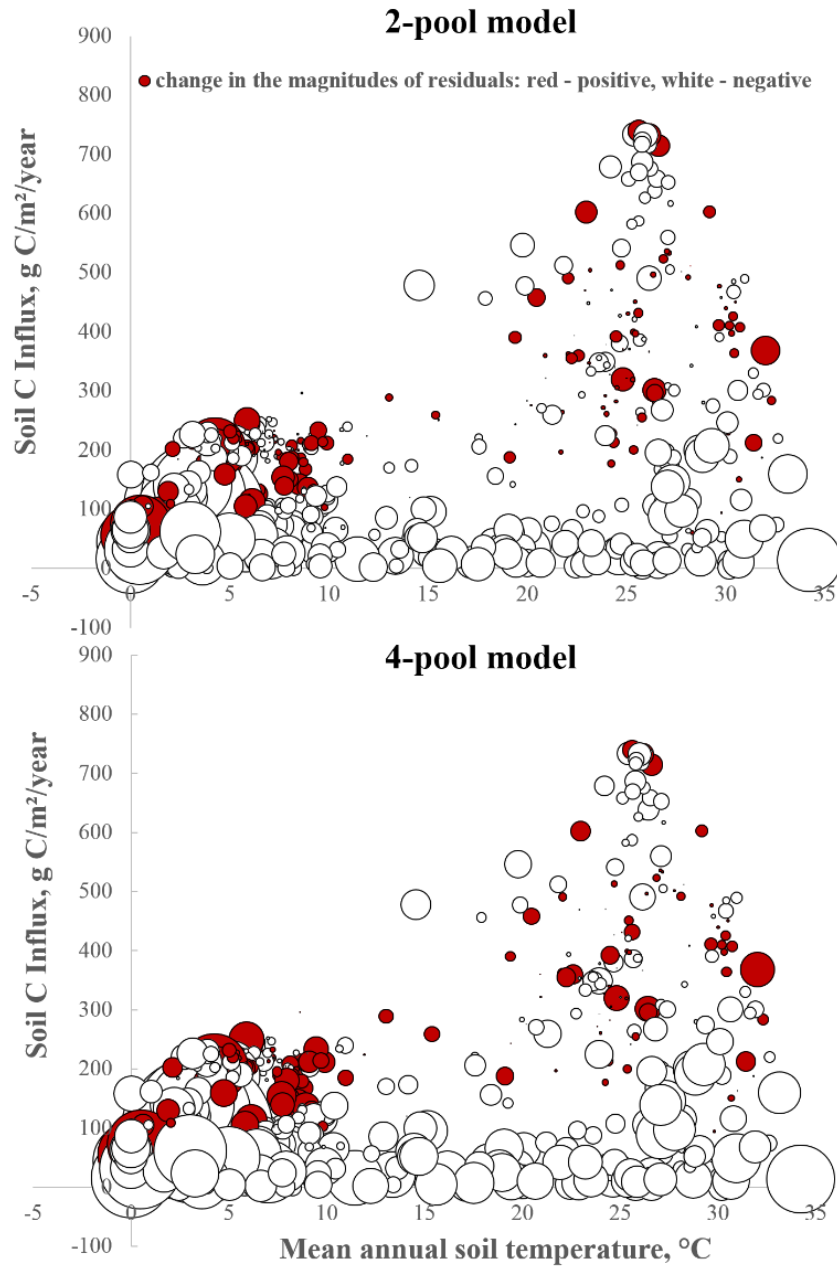 2-pool model
900
change in the magnitudes of residuals: red - positive, white - negative
800
700
600
500
400
300
200
100
0
-100
-5 0 5 10 15 20 25 30 35
Soil C Influx, g C/m²/year
4-pool model
900
800
700
600
500
400
300
200
100
0
-100
-5 0 5 10 15 20 25 30 35
Soil C Influx, g C/m²/year
Mean annual soil temperature, °C